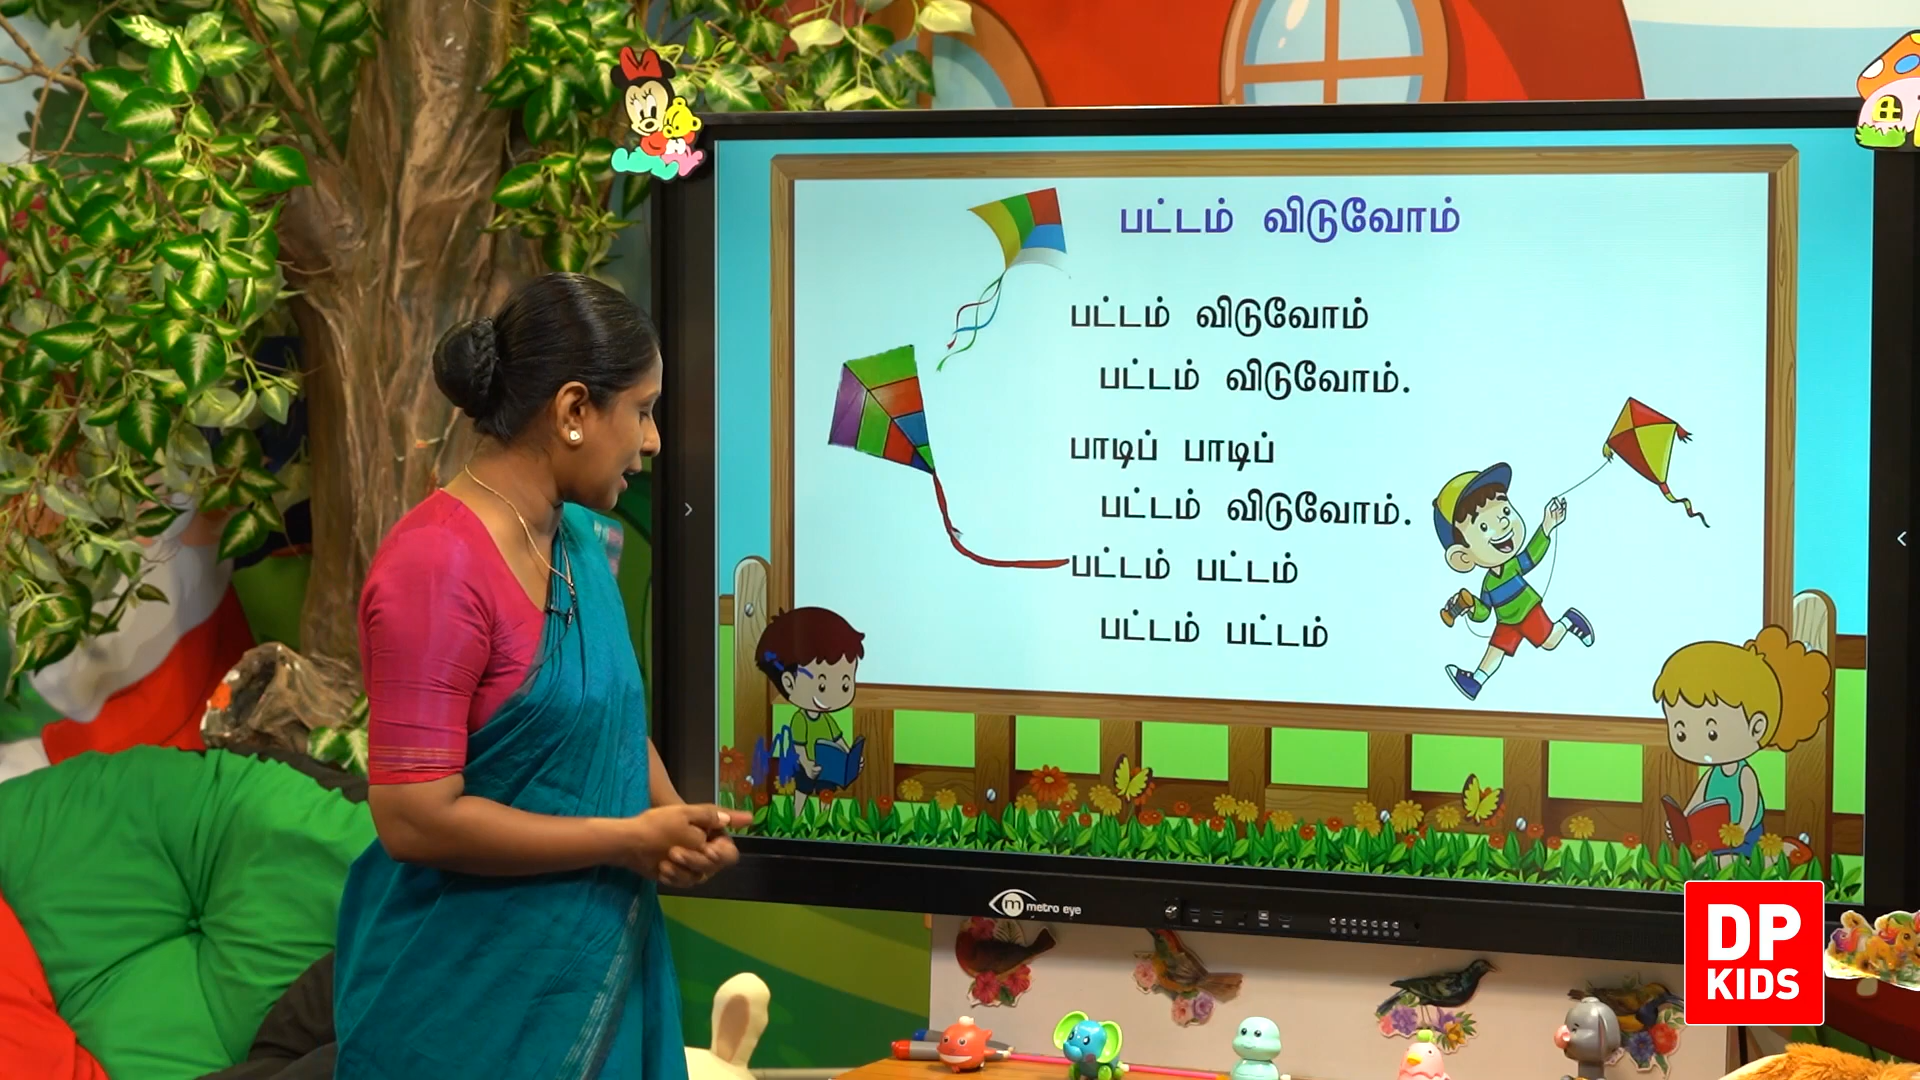 பட்டம் விடுவோம்
பட்டம் விடுவோம்
பட்டம் விடுவோம்.
பாடிப் பாடிப்
பட்டம் விடுவோம்.
பட்டம் பட்டம்
பட்டம் பட்டம்
metro eye
DP
KIDS